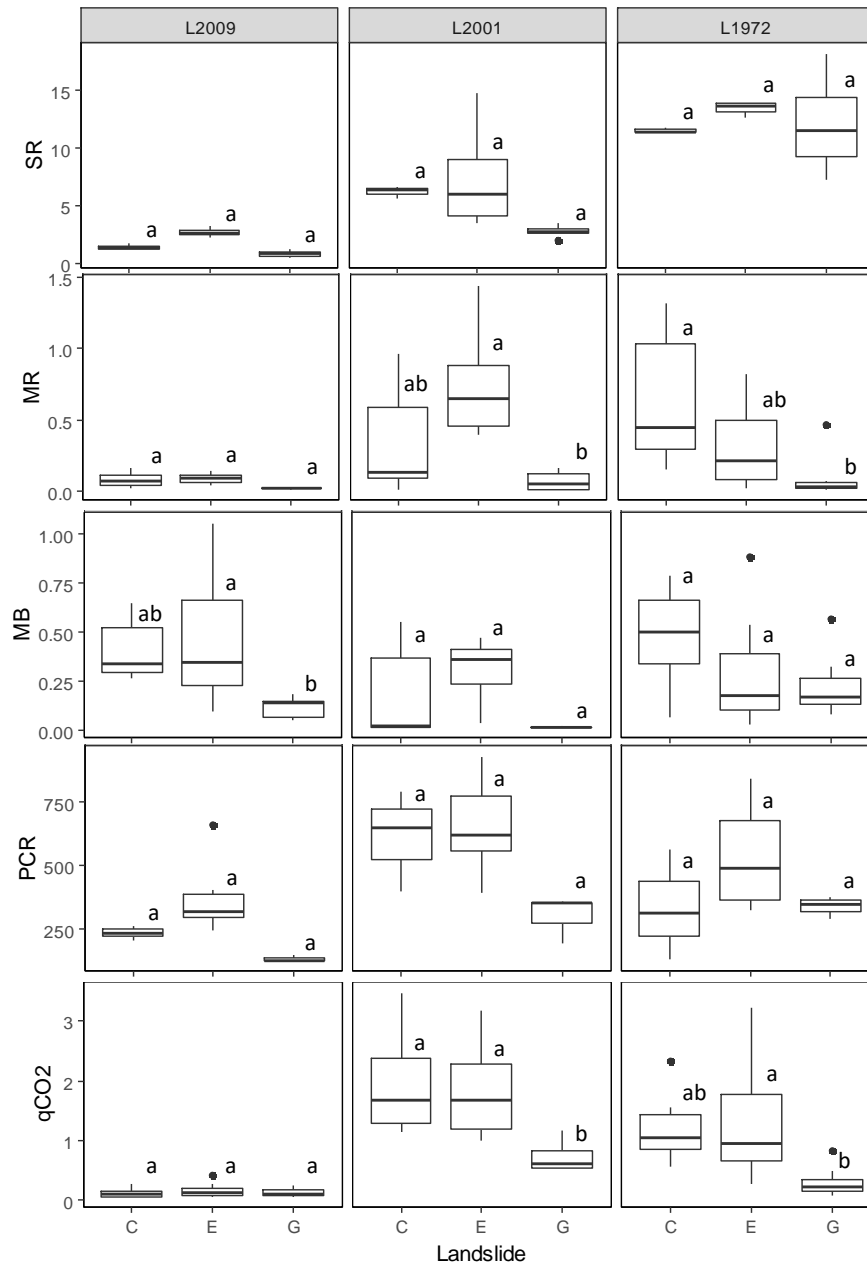 L2009 L2001 L1972
SR
15
10
5
0
a a a
a a a
a a a
MR
1.5
1.0
0.5
0.0
a a a
ab a b
a ab b
MB
1.00
0.75
0.50
0.25
0.00
ab a b
a a a
a a a
PCR
750
500
250
a a a
a a a
a a a
qCO2
3
2
1
0
a a a
a a b
ab a b
C E G C E G C E G
Landslide